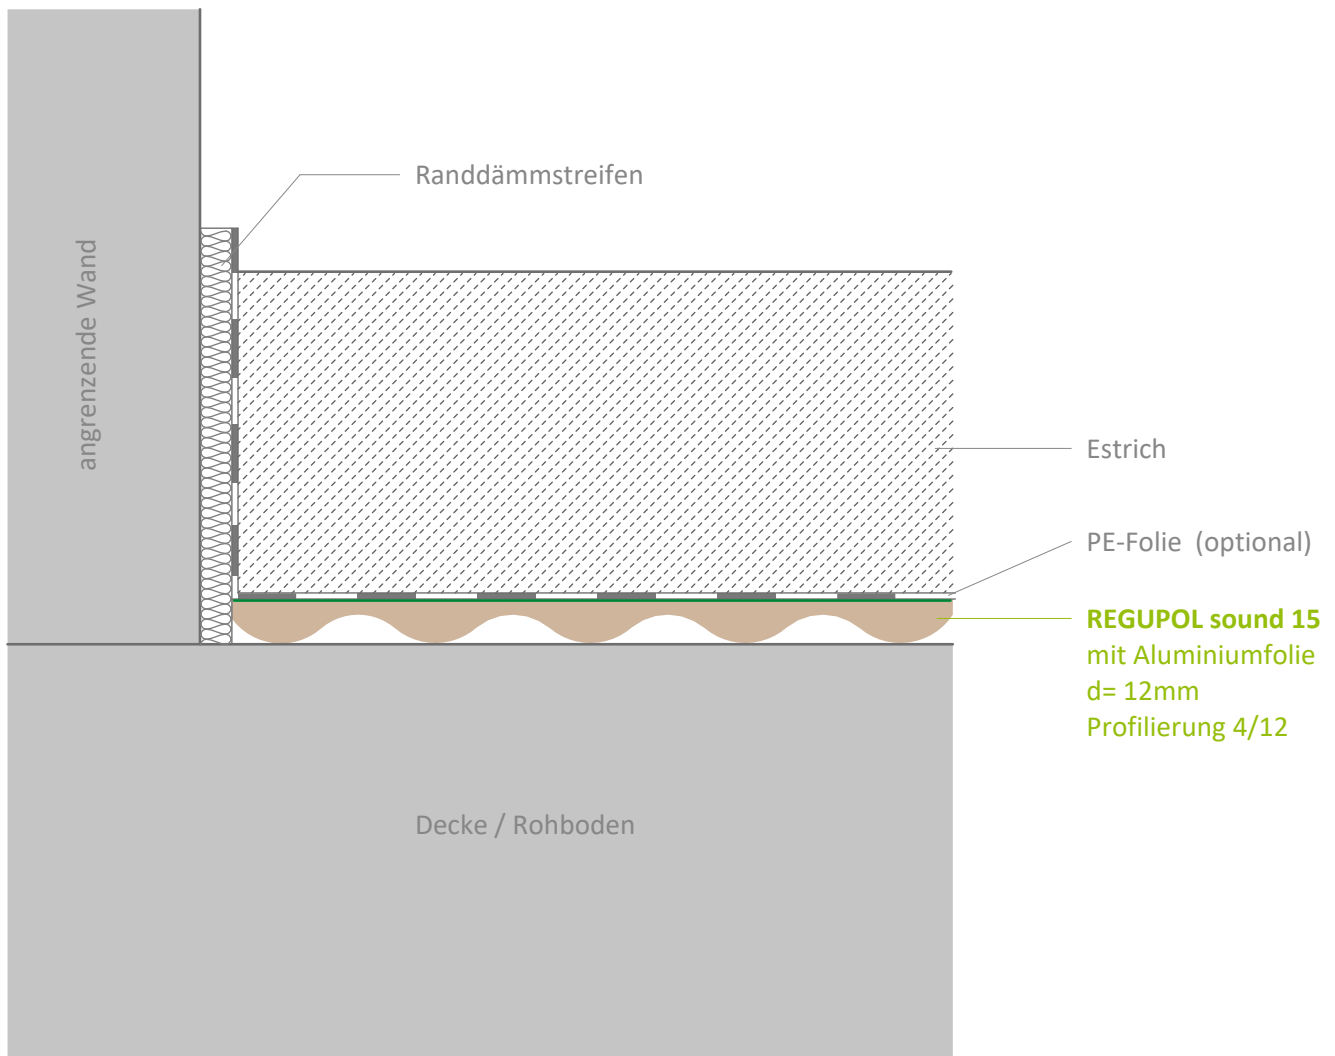 Randdämmstreifen
angrenzende Wand
Estrich
PE-Folie (optional)
REGUPOL sound 15
mit Aluminiumfolie
d= 12mm
Profilierung 4/12
Decke / Rohboden